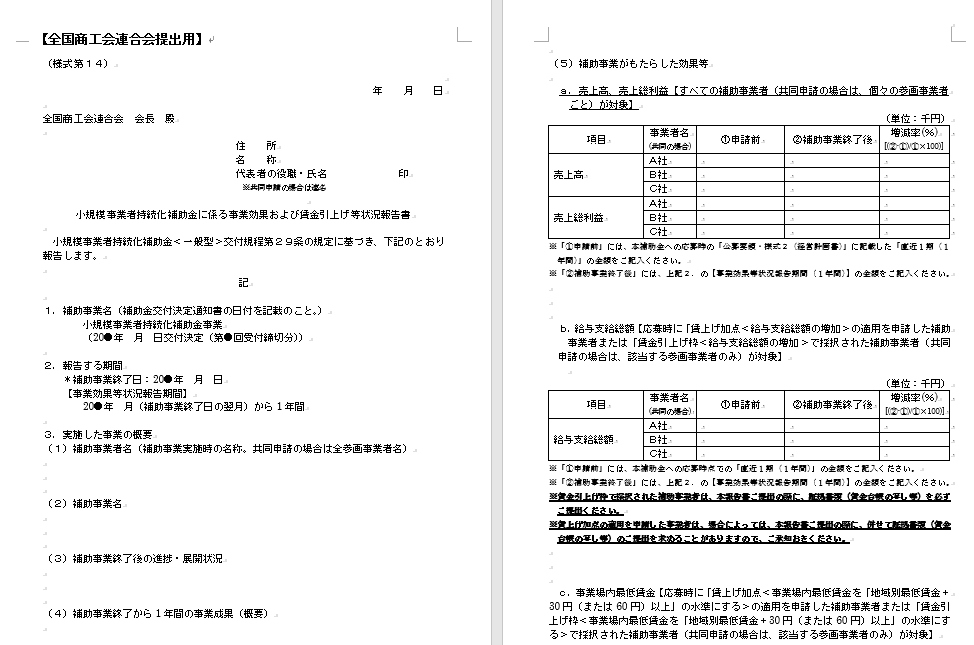 【全国商工会連合会提出用】
（様式第１４）
年　月　日
全国商工会連合会　会長　殿
住　所
名　称
代表者の役職・氏名　　印
※共同申請の場合は連名
小規模事業者持続化補助金に係る事業効果および賃金引上げ等状況報告書
小規模事業者持続化補助金＜一般型＞交付規程第２９条の規定に基づき、下記のとおり
報告します。
記
１．補助事業名（補助金交付決定通知書の日付を記載のこと。）
小規模事業者持続化補助金事業
（20●年　月　日交付決定（第●回受付締切分））
２．報告する期間
＊補助事業終了日：20●年　月　日
【事業効果等状況報告期間】
20●年　月（補助事業終了日の翌月）から１年間
３．実施した事業の概要
（１）補助事業者名（補助事業実施時の名称。共同申請の場合は全参画事業者名）
（２）補助事業名
（３）補助事業終了後の進捗・展開状況
（４）補助事業終了から１年間の事業成果（概要）
（５）補助事業がもたらした効果等
ａ．売上高、売上総利益【すべての補助事業者（共同申請の場合は、個々の参画事業者
ごと）が対象】
（単位：千円）
項目　事業者名　①申請前　②補助事業終了後　増減率(％)
(共同の場合)　[(②-①)/①×100)]
売上高　Ａ社
Ｂ社
Ｃ社
売上総利益　Ａ社
Ｂ社
Ｃ社
※「①申請前」には、本補助金への応募時の「公募要領・様式２（経営計画書）」に記載した「直近１期（１
年間）」の金額をご記入ください。
※「②補助事業終了後」には、上記２．の【事業効果等状況報告期間（１年間）】の金額をご記入ください。
ｂ．給与支給総額【応募時に「賃上げ加点＜給与支給総額の増加＞の適用を申請した補助
事業者または「賃金引上げ枠＜給与支給総額の増加＞で採択された補助事業者（共同
申請の場合は、該当する参画事業者のみ）が対象】
（単位：千円）
項目　事業者名　①申請前　②補助事業終了後　増減率(％)
(共同の場合)　[(②-①)/①×100)]
給与支給総額　Ａ社
Ｂ社
Ｃ社
※「①申請前」には、本補助金への応募時点での「直近１期（１年間）」の金額をご記入ください。
※「②補助事業終了後」には、上記２．の【事業効果等状況報告期間（１年間）】の金額をご記入ください。
※賃金引上げ枠で採択された補助事業者は、本報告書ご提出の際に、証拠書類（賃金台帳の写し等）を必ず
ご提出ください。
※賃上げ加点の適用を申請した事業者は、場合によっては、本報告書ご提出の際に、併せて証拠書類（賃金
台帳の写し等）のご提出を求めることがありますので、ご承知おきください。
ｃ．事業場内最低賃金【応募時に「賃上げ加点＜事業場内最低賃金を「地域別最低賃金＋
30円（または60円）以上」の水準にする＞の適用を申請した補助事業者または「賃金引
上げ枠＜事業場内最低賃金を「地域別最低賃金＋30円（または60円）以上」の水準にす
る＞で採択された補助事業者（共同申請の場合は、該当する参画事業者のみ）が対象】